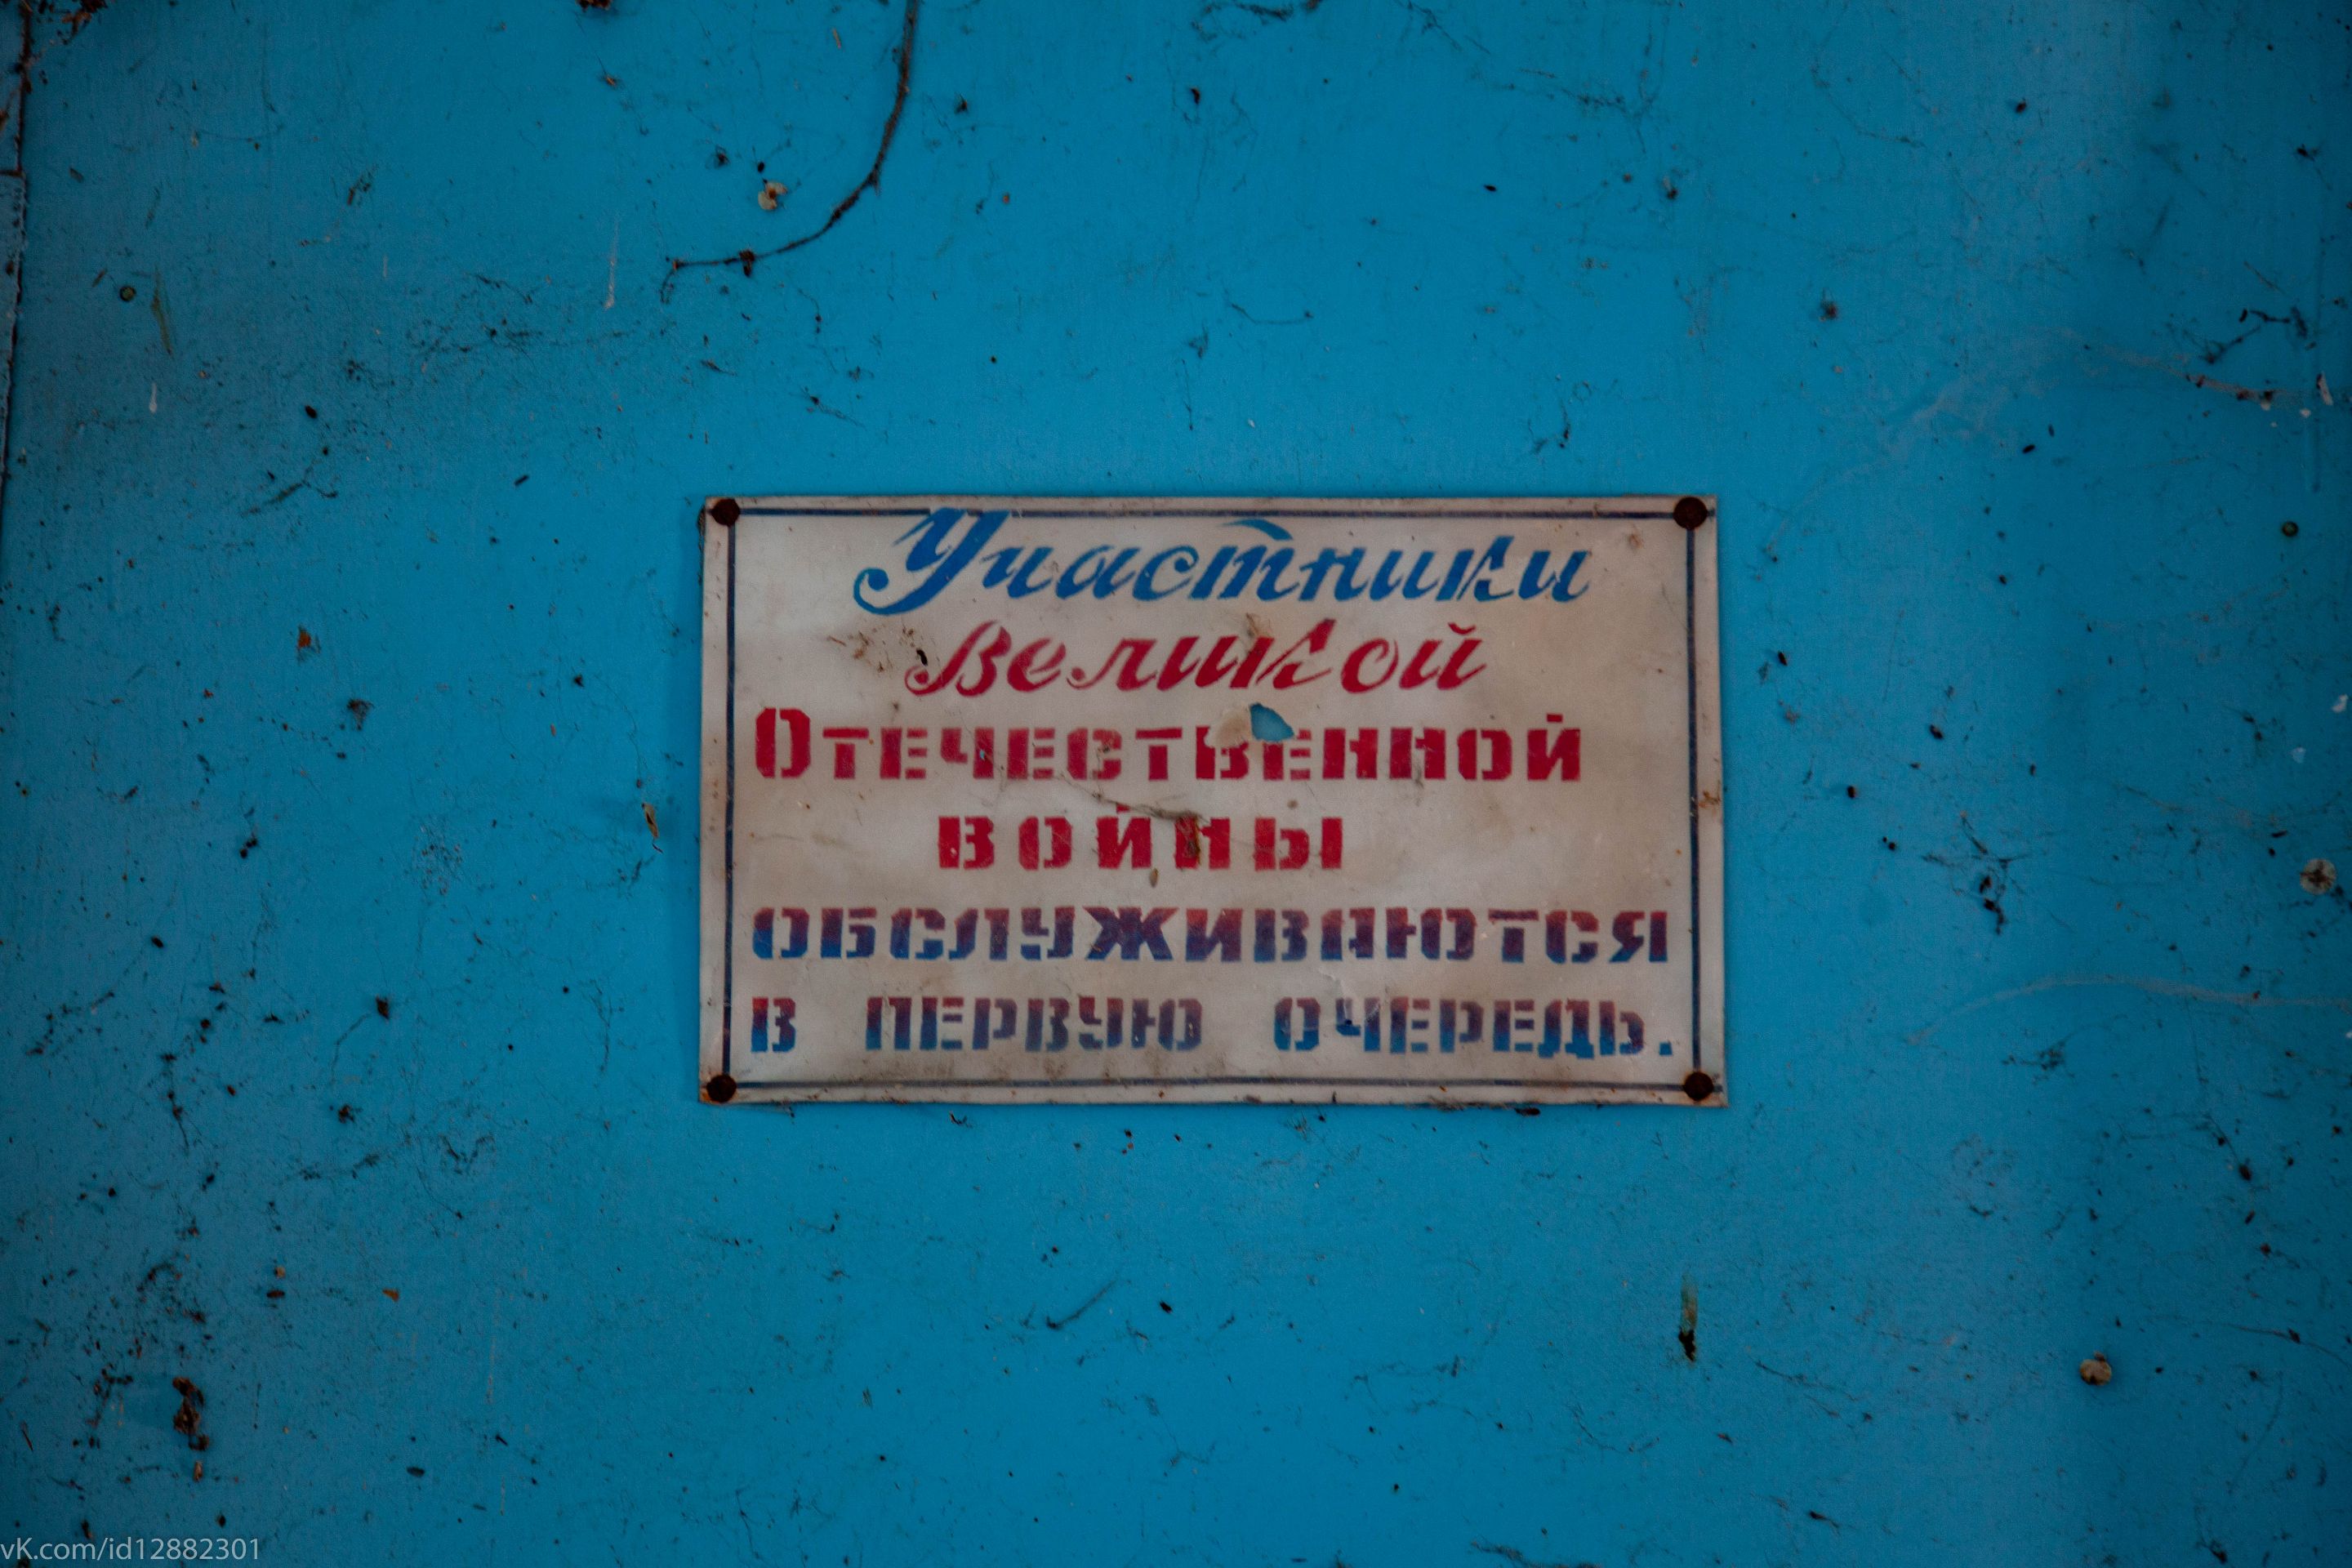 Участники
Великой
Отечественной
войны
обслуживаются
в первую очередь.
vK.com/id12882301